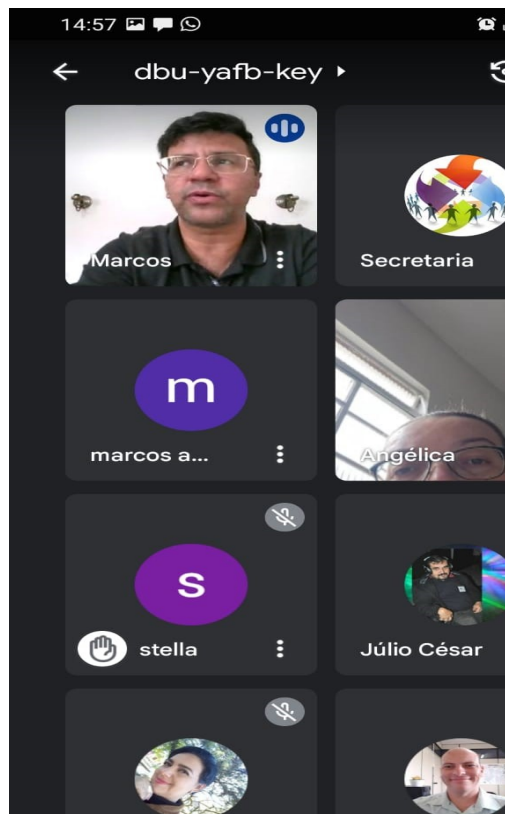 14:57
dbu-yafb-key
Marcos
Secretaria
m
marcos a...
Angélica
s
stella
Júlio César